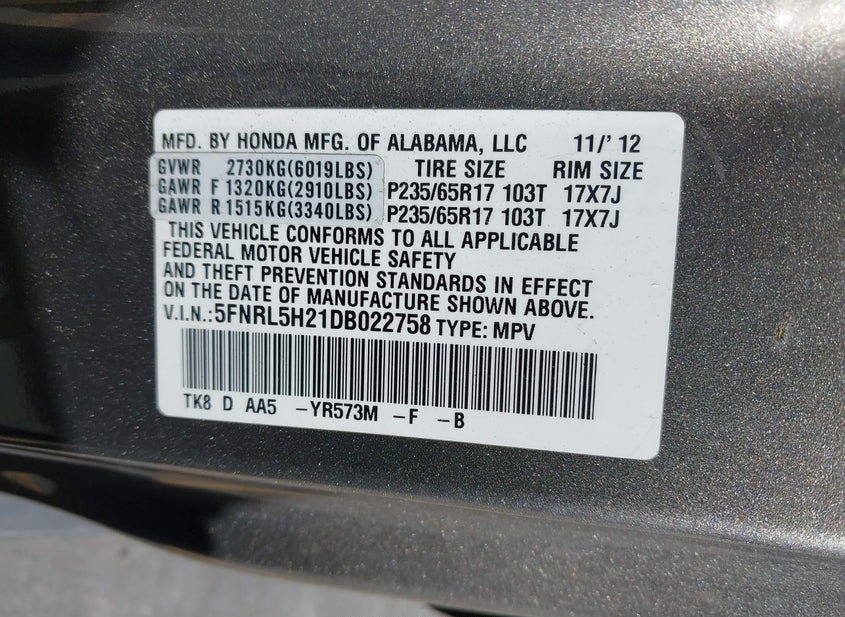 MFD. BY HONDA MFG. OF ALABAMA, LLC 11/' 12
GVWR 2730KG(6019LBS) TIRE SIZE RIM SIZE
GAWR F 1320KG(2910LBS) P235/65R17 103T 17X7J
GAWR R 1515KG(3340LBS) P235/65R17 103T 17X7J
THIS VEHICLE CONFORMS TO ALL APPLICABLE
FEDERAL MOTOR VEHICLE SAFETY
AND THEFT PREVENTION STANDARDS IN EFFECT
ON THE DATE OF MANUFACTURE SHOWN ABOVE.
V.I.N.:5FNRL5H21DB022758 TYPE: MPV
TK8 D AA5 -YR573M -F -B